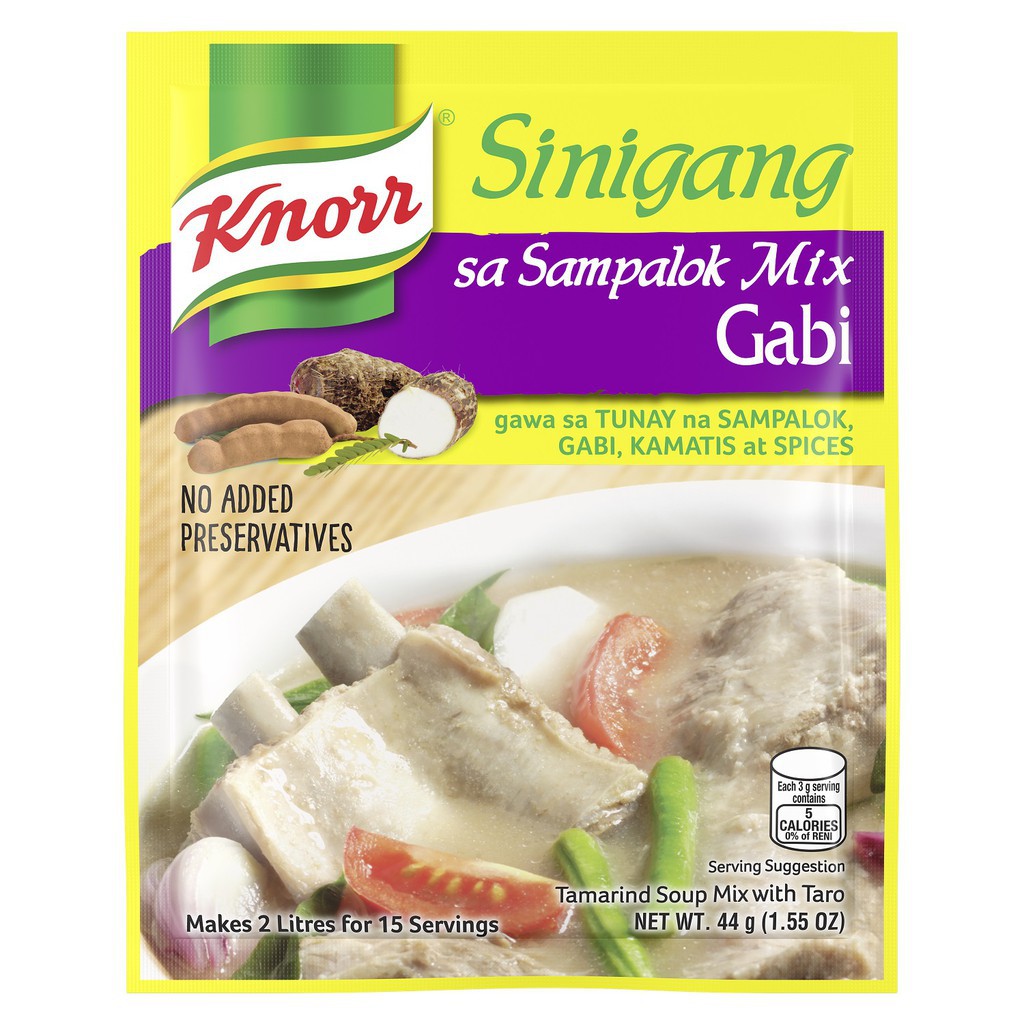 Knorr®
Sinigang
sa Sampalok Mix
Gabi
gawa sa TUNAY na SAMPALOK,
GABI, KAMATIS at SPICES
NO ADDED
PRESERVATIVES
Each 3 g serving
contains
5
CALORIES
0% of RENI
Serving Suggestion
Tamarind Soup Mix with Taro
Makes 2 Litres for 15 Servings
NET WT. 44 g (1.55 OZ)